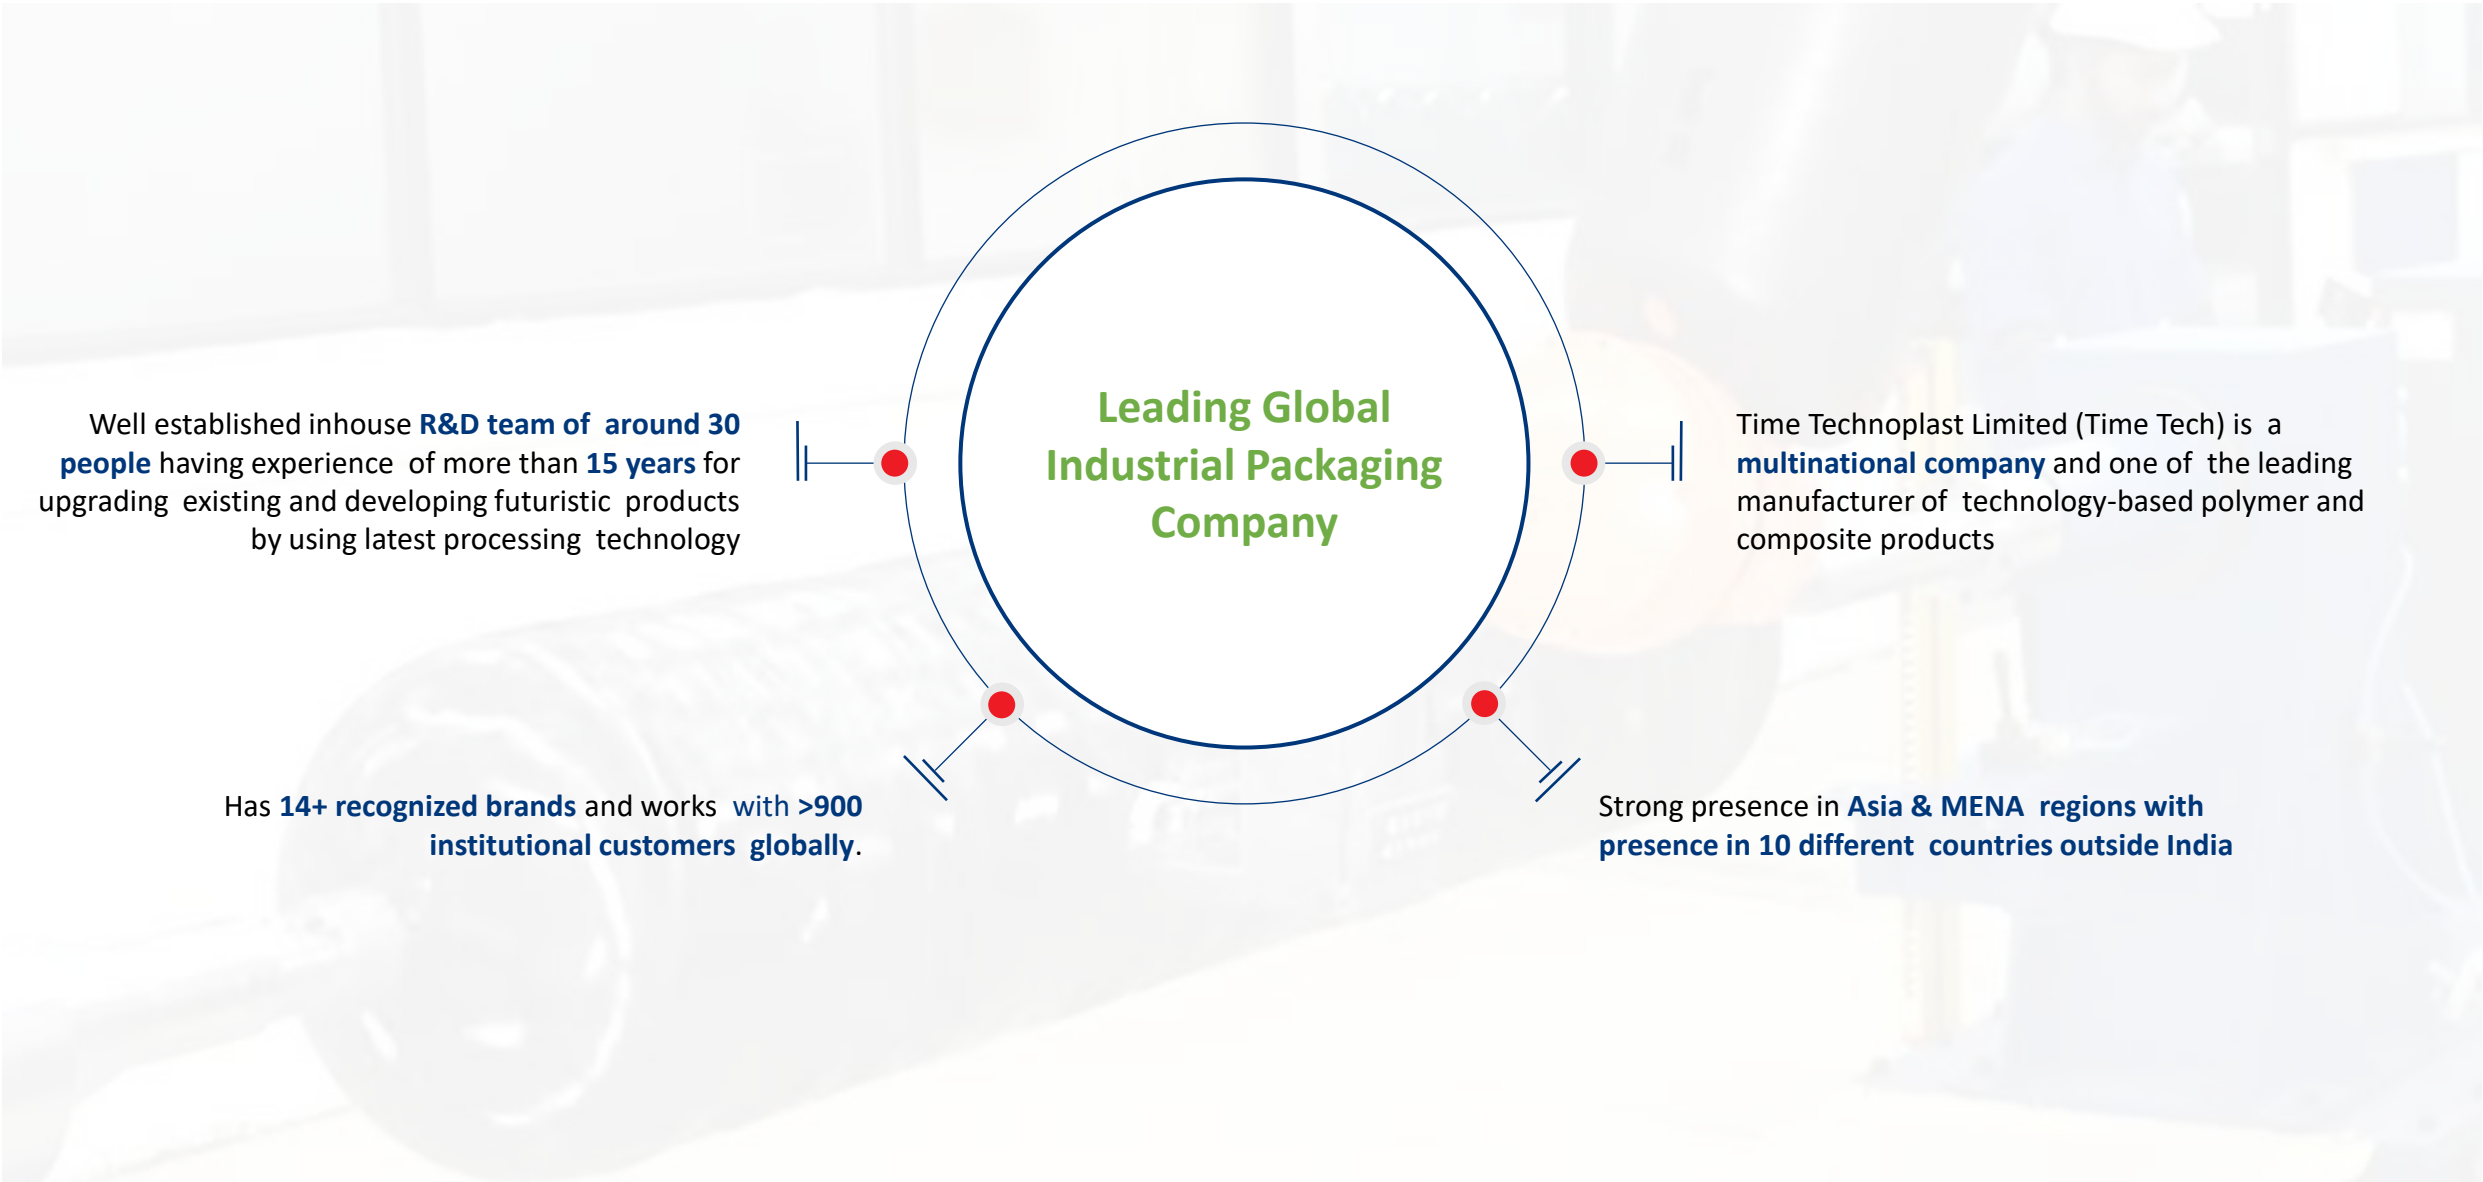 Leading Global
Industrial Packaging
Company
Well established inhouse R&D team of around 30
people having experience of more than 15 years for
upgrading existing and developing futuristic products
by using latest processing technology
Time Technoplast Limited (Time Tech) is a
multinational company and one of the leading
manufacturer of technology-based polymer and
composite products
Has 14+ recognized brands and works with >900
institutional customers globally.
Strong presence in Asia & MENA regions with
presence in 10 different countries outside India